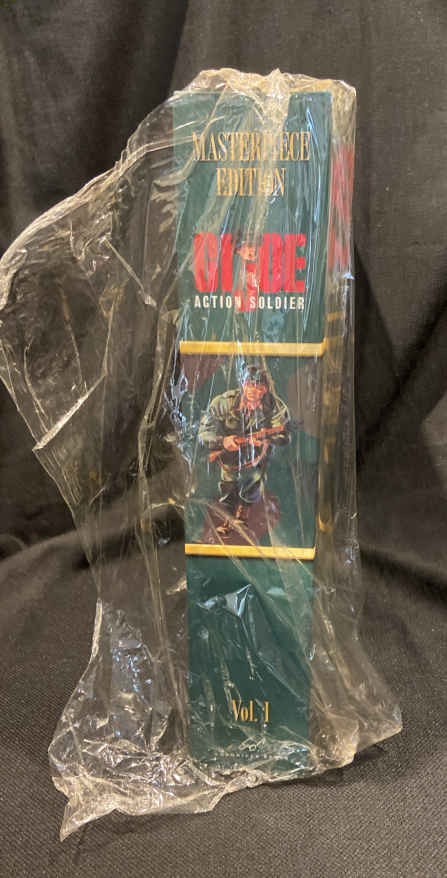 MASTERPIECE
EDITION
GI JOE
ACTION SOLDIER
Vol. I